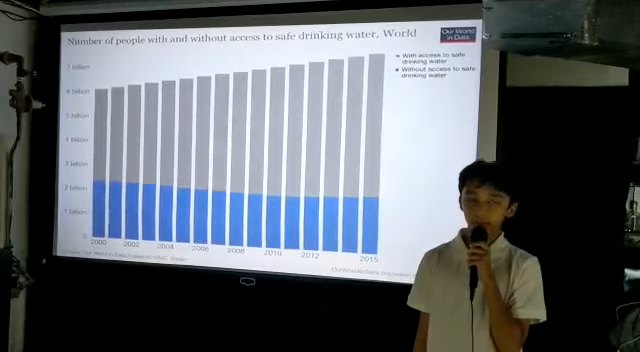 Number of people with and without access to safe drinking water, World
Our World
in Data
With access to safe
drinking water
Without access to safe
drinking water
7 billion
6 billion
5 billion
4 billion
3 billion
2 billion
1 billion
0
2000 2002 2004 2006 2008 2010 2012 2015